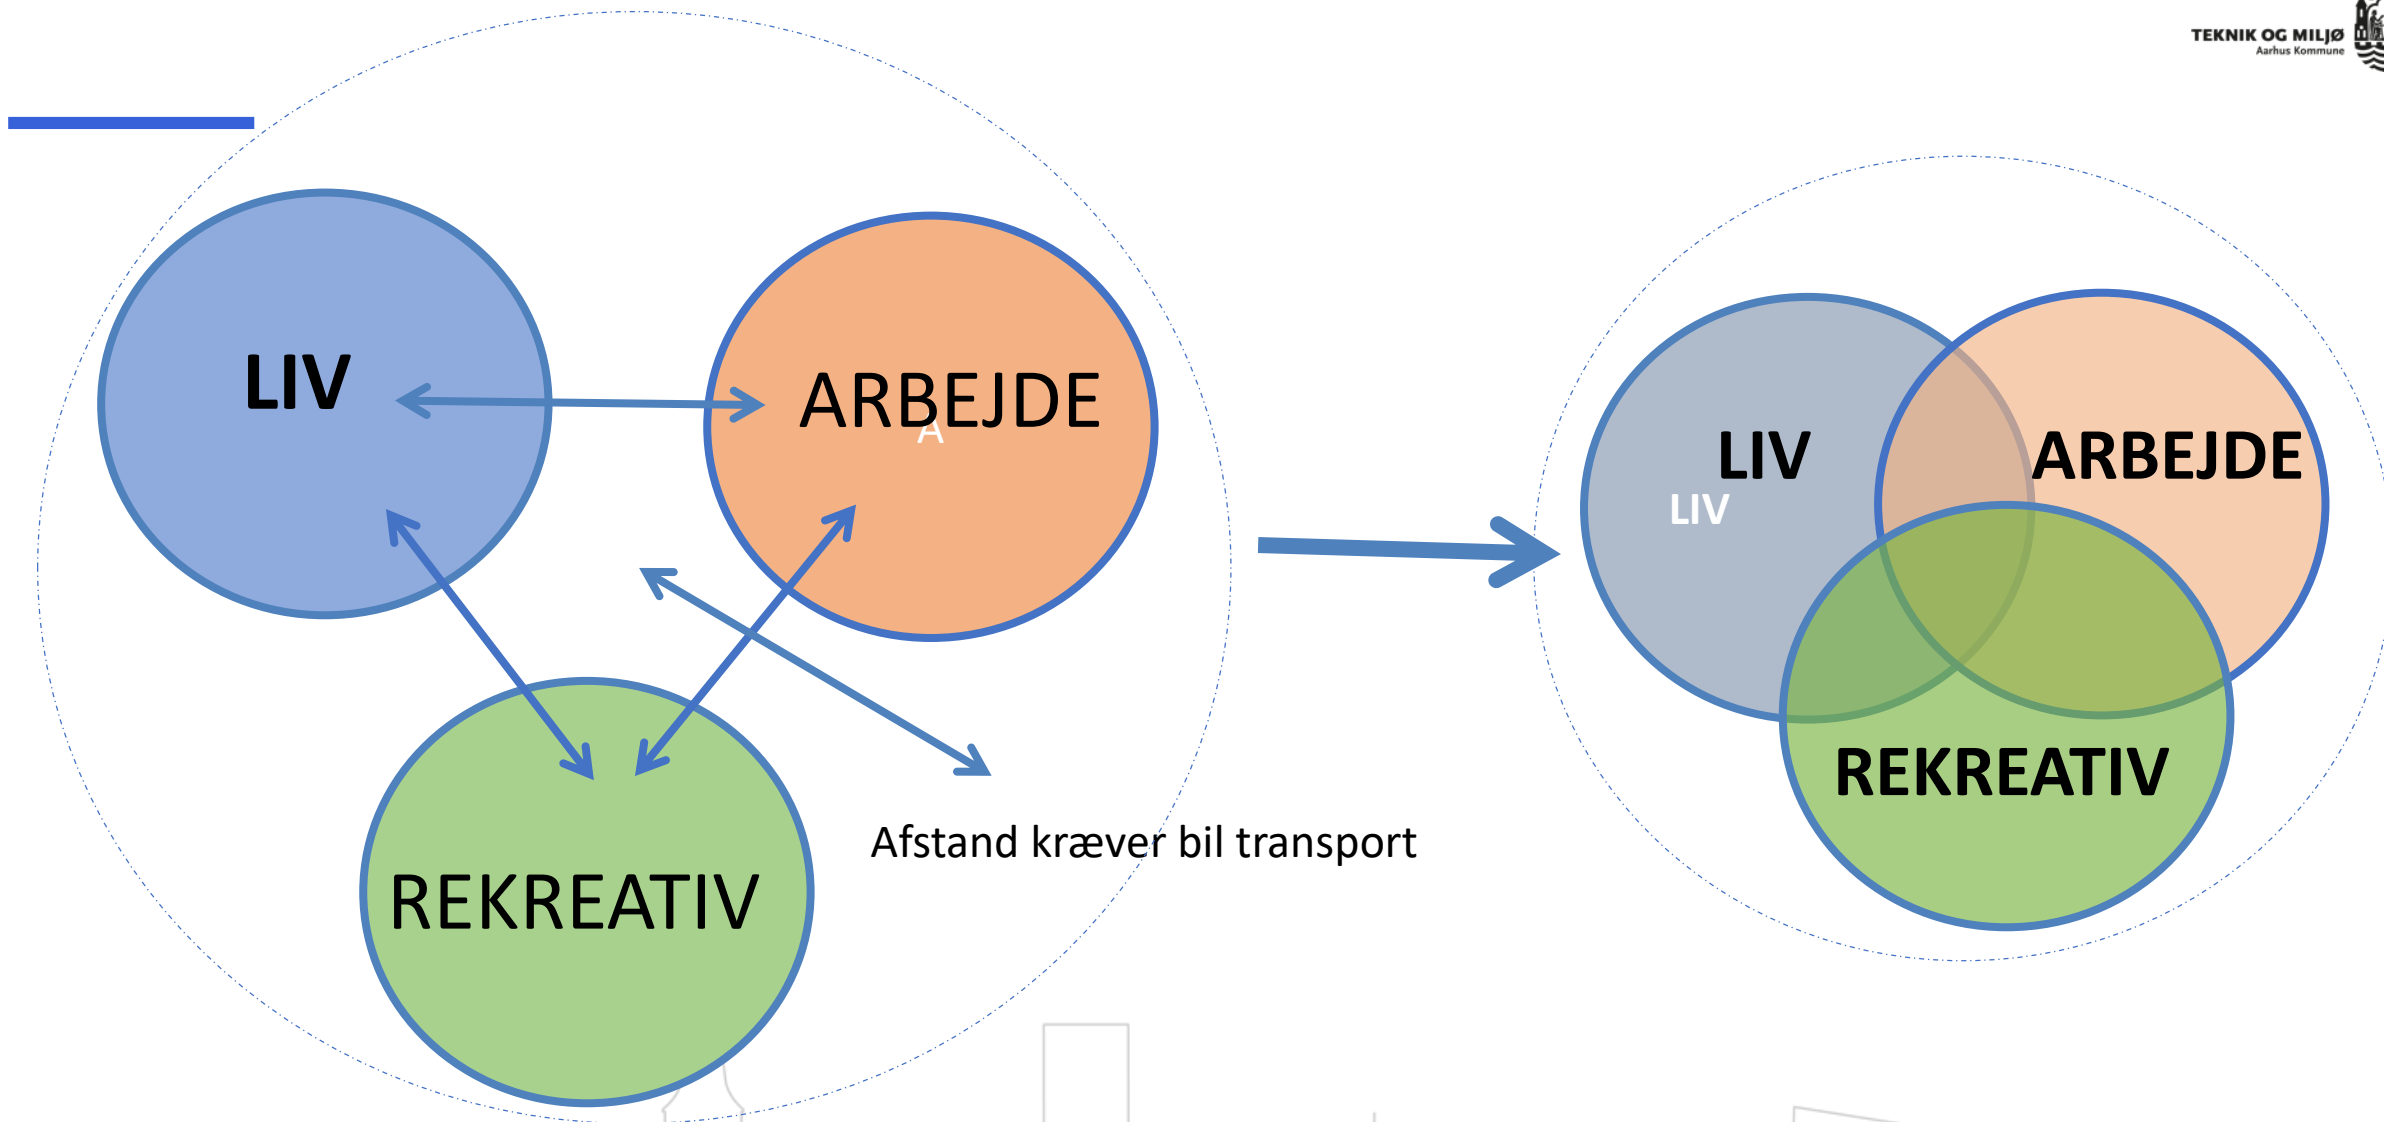 TEKNIK OG MILJØ
Aarhus Kommune
LIV
ARBEJDE
A
REKREATIV
Afstand kræver bil transport
LIV
LIV
ARBEJDE
REKREATIV